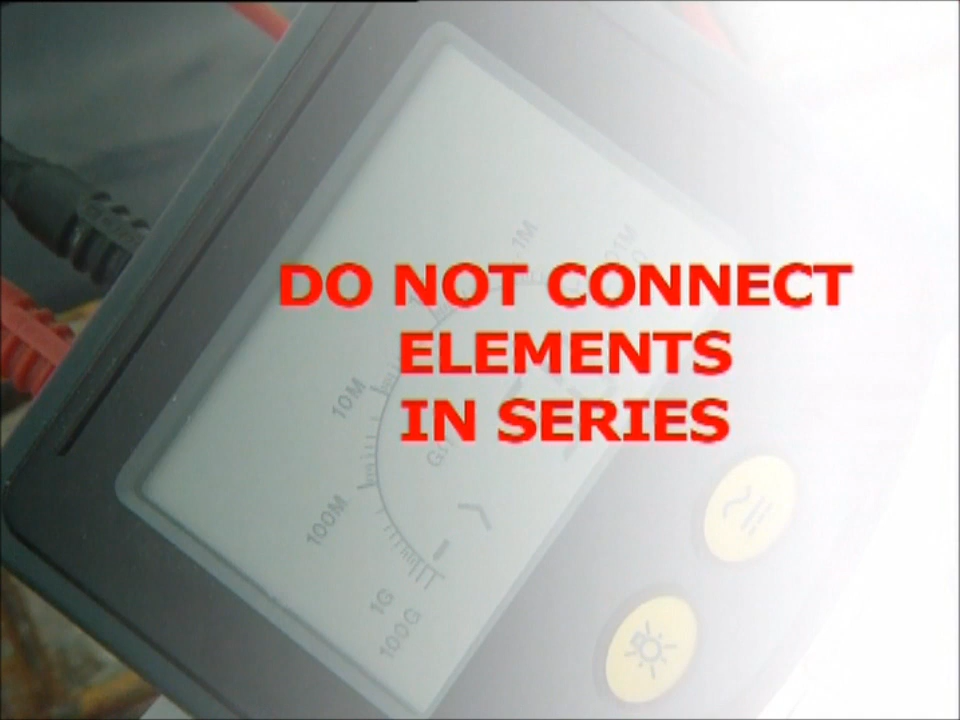 DO NOT CONNECT
ELEMENTS
IN SERIES
1M
10M
100M
1G
100G